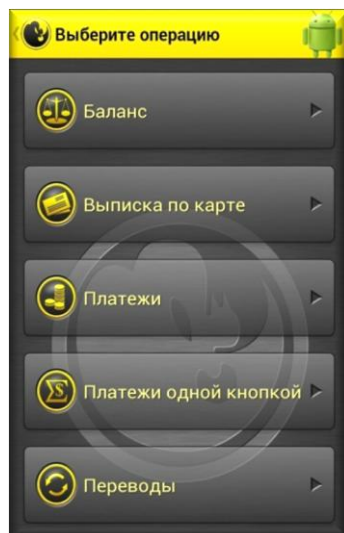 Выберите операцию
Баланс
Выписка по карте
Платежи
Платежи одной кнопкой
Переводы